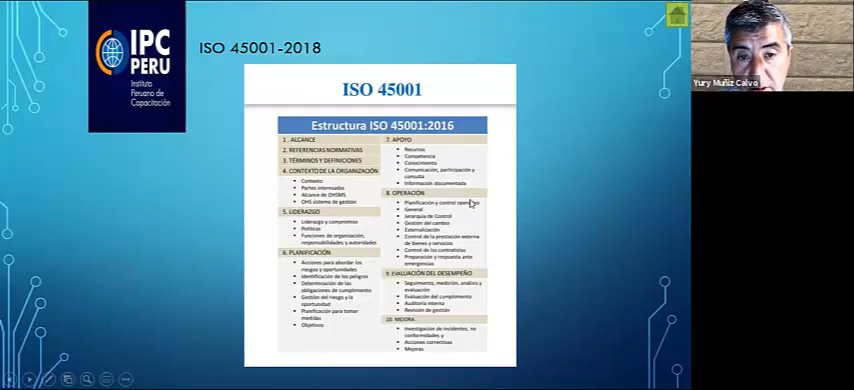 IPC
PERU
Instituto
Peruano de
Capacitación
ISO 45001-2018
ISO 45001
Estructura ISO 45001:2016
1. ALCANCE
2. REFERENCIAS NORMATIVAS
3. TÉRMINOS Y DEFINICIONES
4. CONTEXTO DE LA ORGANIZACIÓN
• Contexto
• Partes interesadas
• Alcance de OHSMS
• OHS sistema de gestión
5. LIDERAZGO
• Liderazgo y compromiso
• Políticas
• Funciones de organización,
responsabilidades y autoridades
6. PLANIFICACIÓN
• Acciones para abordar los
riesgos y oportunidades
• Identificación de los peligros
• Determinación de las
obligaciones de cumplimiento
• Gestión del riesgo y la
oportunidad
• Planificación para tomar
medidas
• Objetivos
7. APOYO
• Recursos
• Competencia
• Conocimiento
• Comunicación, participación y
consulta
• Información documentada
8. OPERACIÓN
• Planificación y control operativo
• General
• Jerarquía de Control
• Gestión del cambio
• Externalización
• Control de la prestación externa
de bienes y servicios
• Control de los contratistas
• Preparación y respuesta ante
emergencias
9. EVALUACIÓN DEL DESEMPEÑO
• Seguimiento, medición, análisis y
evaluación
• Evaluación del cumplimiento
• Auditoria interna
• Revisión de gestión
10. MEJORA
• Investigación de incidentes, no
conformidades y
• Acciones correctivas
• Mejoras
Yury Muñiz Calvo